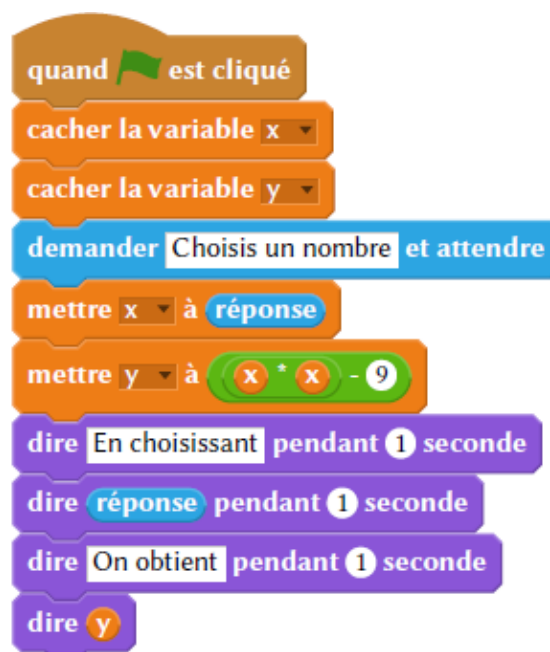 quand est cliqué
cacher la variable x
cacher la variable y
demander Choisis un nombre et attendre
mettre x à réponse
mettre y à x * x - 9
dire En choisissant pendant 1 seconde
dire réponse pendant 1 seconde
dire On obtient pendant 1 seconde
dire y